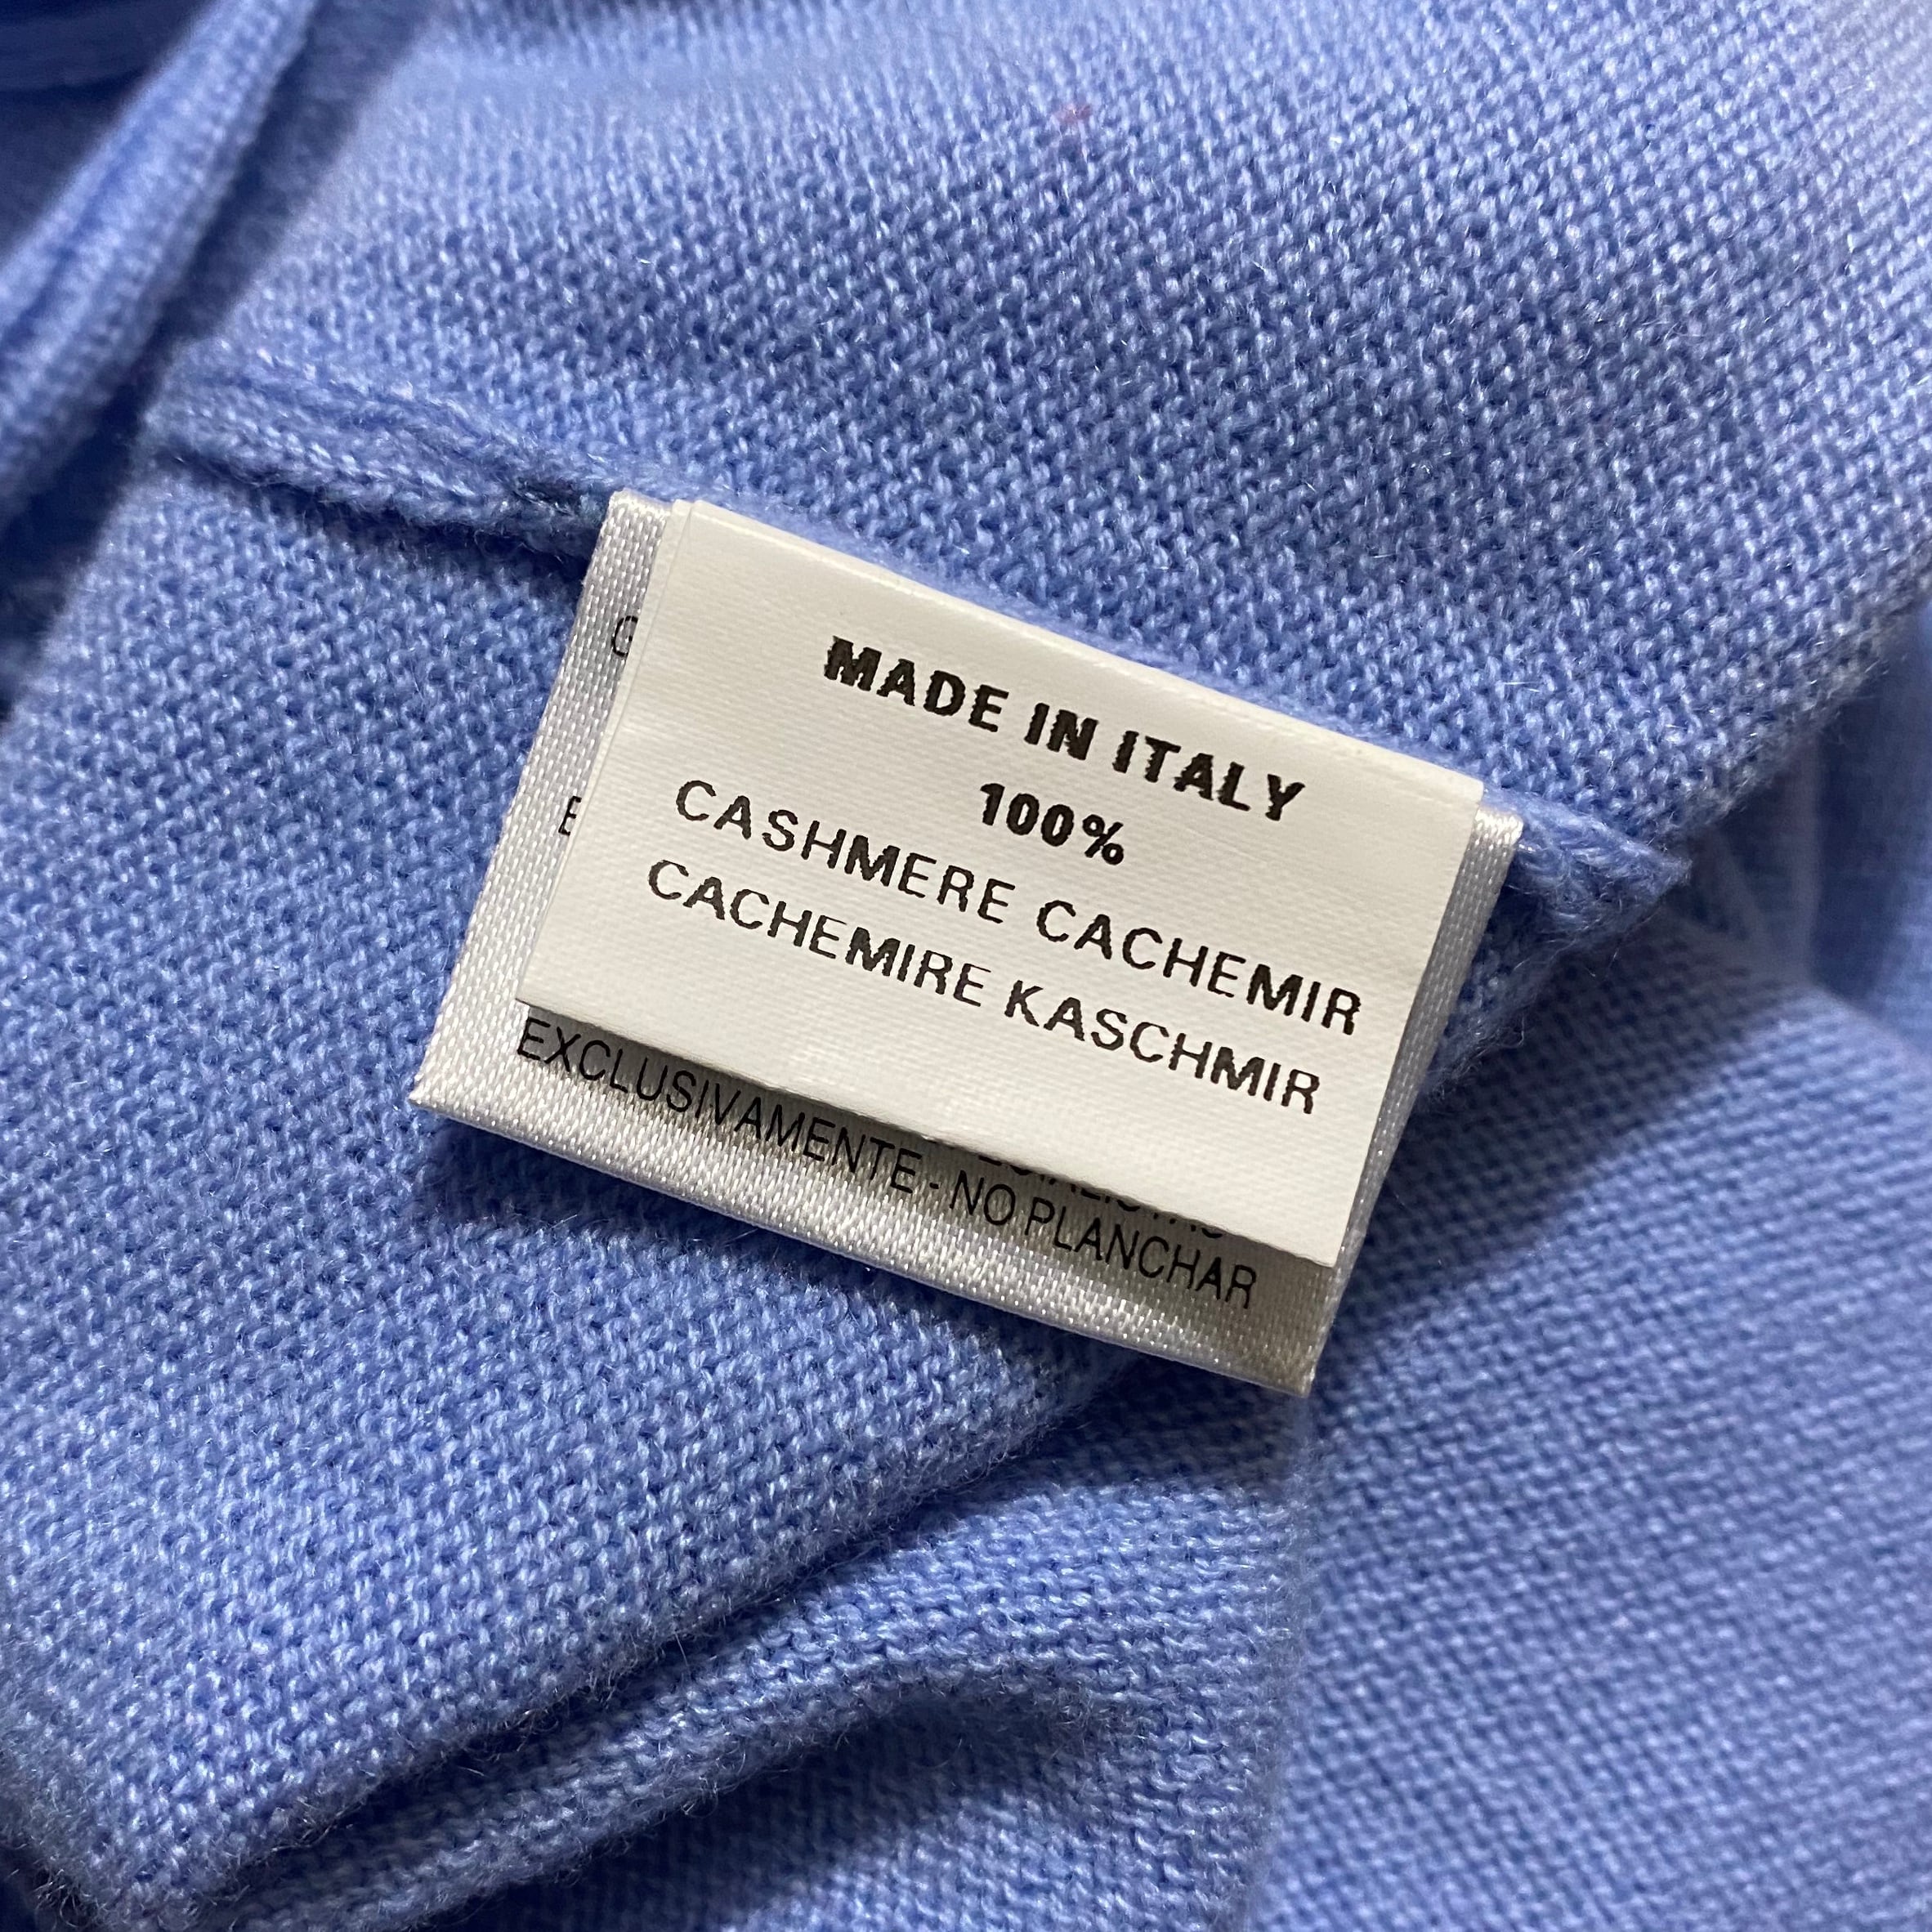 MADE IN ITALY
100%
CASHMERE CACHEMIR
CACHEMIRE KASCHMIR
EXCLUSIVAMENTE - NO PLANCHAR